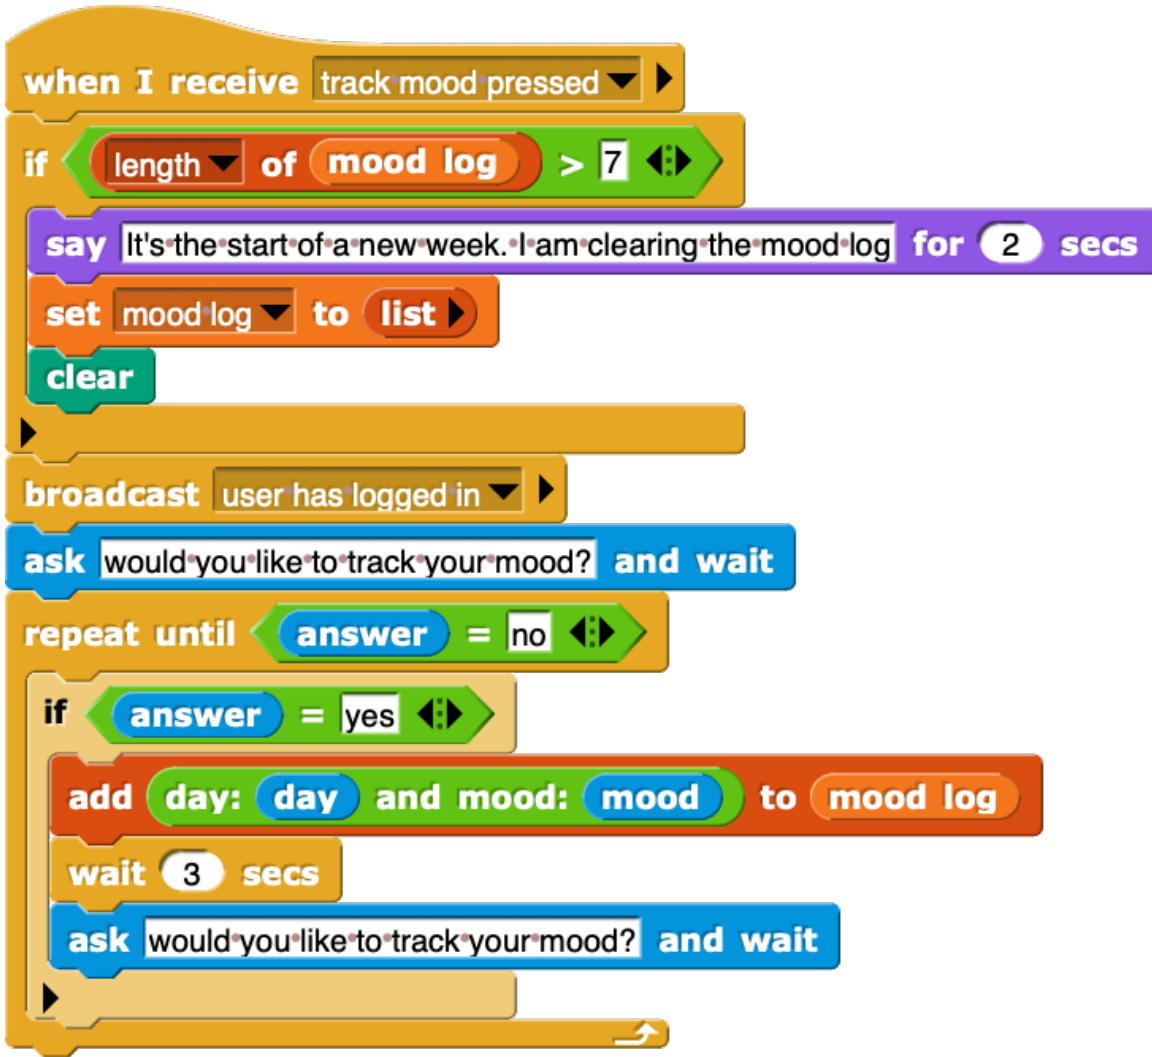 when I receive track mood pressed
if length of mood log > 7
say It's the start of a new week. I am clearing the mood log for 2 secs
set mood log to list
clear
broadcast user has logged in
ask would you like to track your mood? and wait
repeat until answer = no
if answer = yes
add day: day and mood: mood to mood log
wait 3 secs
ask would you like to track your mood? and wait